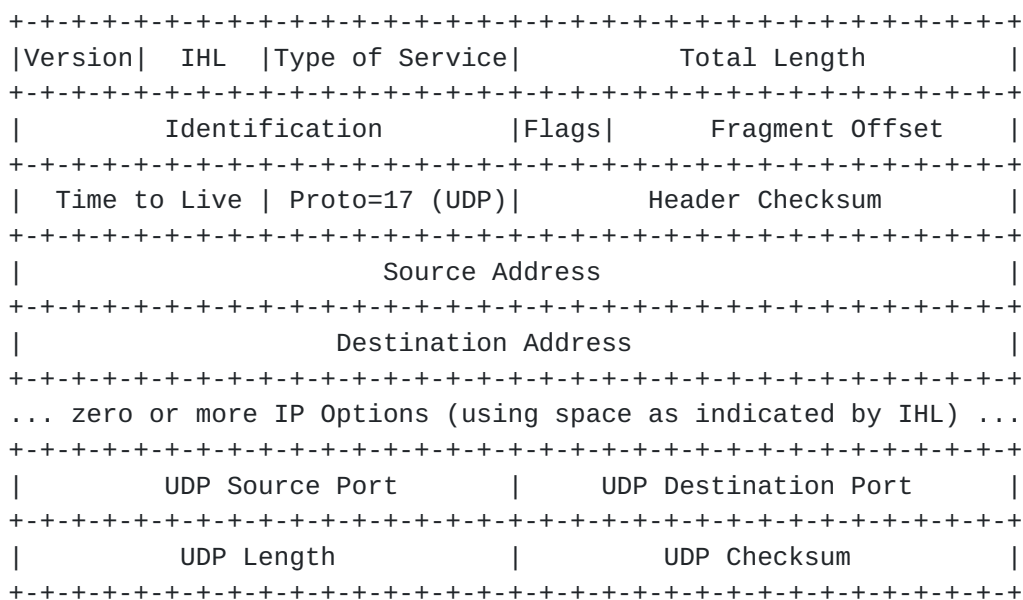 +-+-+-+-+-+-+-+-+-+-+-+-+-+-+-+-+-+-+-+-+-+-+-+-+-+-+-+-+-+-+-+-+
|Version|  IHL  |Type of Service|          Total Length         |
+-+-+-+-+-+-+-+-+-+-+-+-+-+-+-+-+-+-+-+-+-+-+-+-+-+-+-+-+-+-+-+-+
|         Identification        |Flags|      Fragment Offset    |
+-+-+-+-+-+-+-+-+-+-+-+-+-+-+-+-+-+-+-+-+-+-+-+-+-+-+-+-+-+-+-+-+
|  Time to Live | Proto=17 (UDP)|        Header Checksum        |
+-+-+-+-+-+-+-+-+-+-+-+-+-+-+-+-+-+-+-+-+-+-+-+-+-+-+-+-+-+-+-+-+
|                       Source Address                          |
+-+-+-+-+-+-+-+-+-+-+-+-+-+-+-+-+-+-+-+-+-+-+-+-+-+-+-+-+-+-+-+-+
|                    Destination Address                        |
+-+-+-+-+-+-+-+-+-+-+-+-+-+-+-+-+-+-+-+-+-+-+-+-+-+-+-+-+-+-+-+-+
... zero or more IP Options (using space as indicated by IHL) ...
+-+-+-+-+-+-+-+-+-+-+-+-+-+-+-+-+-+-+-+-+-+-+-+-+-+-+-+-+-+-+-+-+
|         UDP Source Port       |     UDP Destination Port      |
+-+-+-+-+-+-+-+-+-+-+-+-+-+-+-+-+-+-+-+-+-+-+-+-+-+-+-+-+-+-+-+-+
|          UDP Length           |         UDP Checksum          |
+-+-+-+-+-+-+-+-+-+-+-+-+-+-+-+-+-+-+-+-+-+-+-+-+-+-+-+-+-+-+-+-+